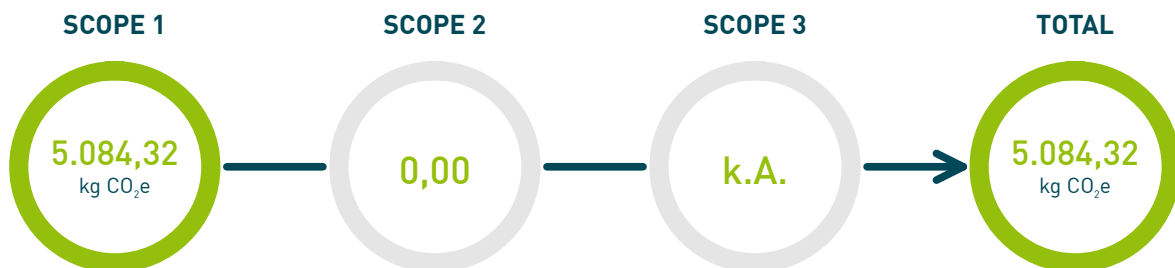 SCOPE 1
SCOPE 2
SCOPE 3
TOTAL
5.084,32
kg CO₂e
0,00
k.A.
5.084,32
kg CO₂e